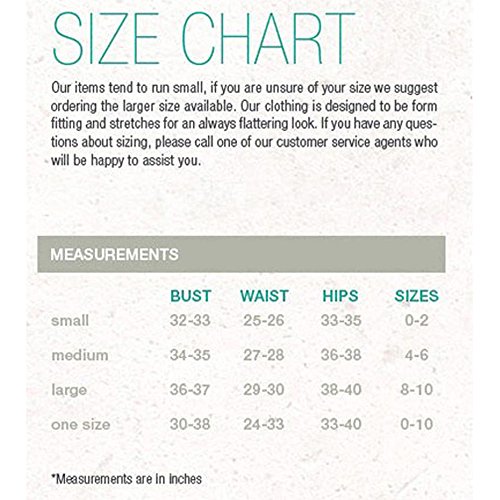 SIZE CHART
Our items tend to run small, if you are unsure of your size we suggest
ordering the larger size available. Our clothing is designed to be form
fitting and stretches for an always flattering look. If you have any ques-
tions about sizing, please call one of our customer service agents who
will be happy to assist you.
MEASUREMENTS
BUST WAIST HIPS SIZES
small 32-33 25-26 33-35 0-2
medium 34-35 27-28 36-38 4-6
large 36-37 29-30 38-40 8-10
one size 30-38 24-33 33-40 0-10
*Measurements are in inches